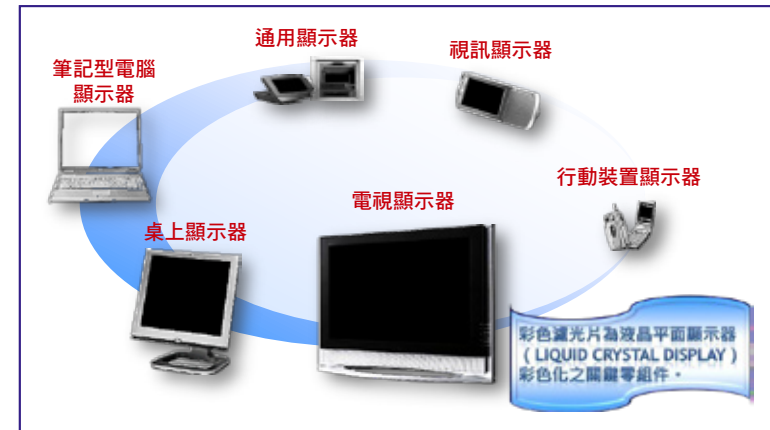 通用顯示器
視訊顯示器
筆記型電腦
顯示器
行動裝置顯示器
電視顯示器
桌上顯示器
彩色濾光片為液晶平面顯示器
（LIQUID CRYSTAL DISPLAY）
彩色化之關鍵零組件。